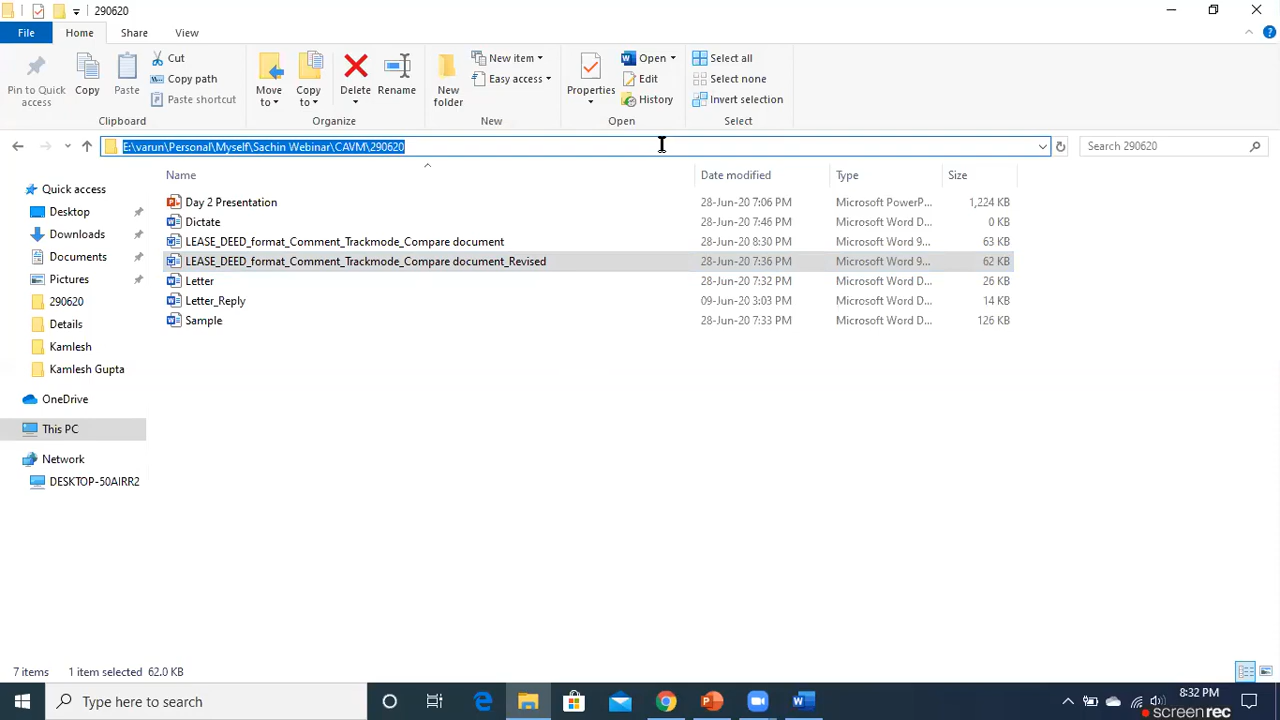 290620
File Home Share View
Pin to Quick access
Copy
Paste
Cut
Copy path
Paste shortcut
Clipboard
Move to
Copy to
Delete
Rename
Organize
New folder
New item
Easy access
New
Properties
Open
Edit
History
Open
Select all
Select none
Invert selection
Select
E:\varun\Personal\Myself\Sachin Webinar\CAVM\290620
Search 290620
Name Date modified Type Size
Day 2 Presentation 28-Jun-20 7:06 PM Microsoft PowerP... 1,224 KB
Dictate 28-Jun-20 7:46 PM Microsoft Word D... 0 KB
LEASE_DEED_format_Comment_Trackmode_Compare document 28-Jun-20 8:30 PM Microsoft Word 9... 63 KB
LEASE_DEED_format_Comment_Trackmode_Compare document_Revised 28-Jun-20 7:36 PM Microsoft Word 9... 62 KB
Letter 28-Jun-20 7:32 PM Microsoft Word D... 26 KB
Letter_Reply 09-Jun-20 3:03 PM Microsoft Word D... 14 KB
Sample 28-Jun-20 7:33 PM Microsoft Word D... 126 KB
Quick access
Desktop
Downloads
Documents
Pictures
290620
Details
Kamlesh
Kamlesh Gupta
OneDrive
This PC
Network
DESKTOP-50AIRR2
7 items 1 item selected 62.0 KB
Type here to search
8:32 PM
screenrec